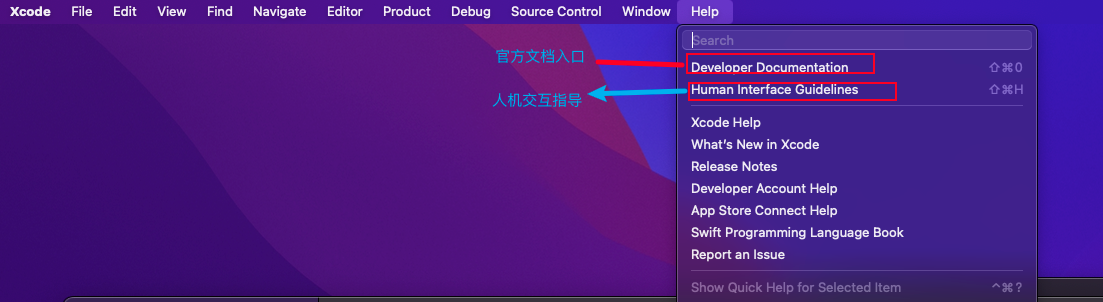 Xcode File Edit View Find Navigate Editor Product Debug Source Control Window Help
Search
官方文档入口
Developer Documentation ⇧⌘0
Human Interface Guidelines ⇧⌘H
人机交互指导
Xcode Help
What's New in Xcode
Release Notes
Developer Account Help
App Store Connect Help
Swift Programming Language Book
Report an Issue
Show Quick Help for Selected Item ^⌘?